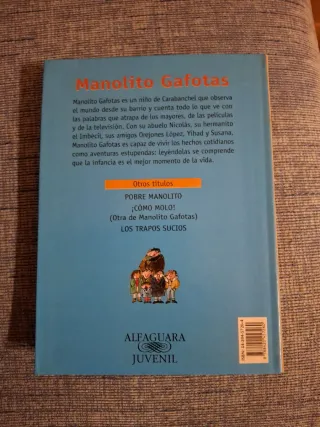 Manolito Gafotas
Manolito Gafotas es un niño de Carabanchel que observa
el mundo desde su barrio y cuenta todo lo que ve con
las palabras que atrapa de los mayores, de las películas
y de la televisión. Con su abuelo Nicolás, su hermanito
el Imbécil, sus amigos Orejones López, Yihad y Susana,
Manolito Gafotas es capaz de vivir los hechos cotidianos
como aventuras estupendas: leyéndolas se comprende
que la infancia es el mejor momento de la vida.
Otros títulos
POBRE MANOLITO
¡CÓMO MOLO!
(Otra de Manolito Gafotas)
LOS TRAPOS SUCIOS
ALFAGUARA
JUVENIL